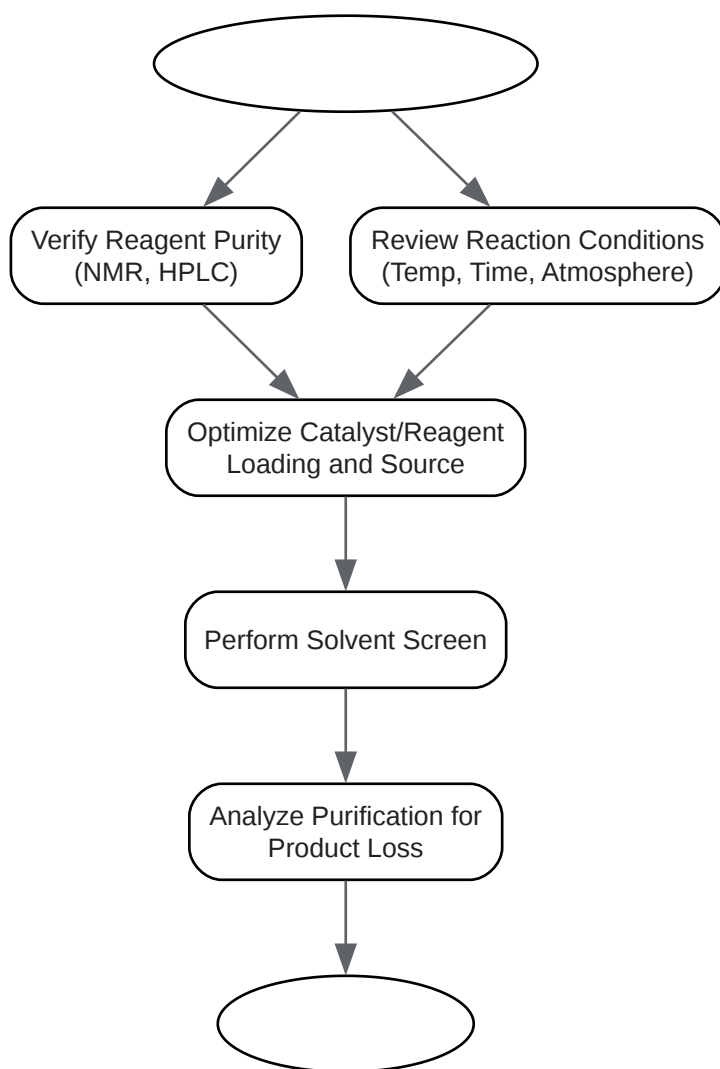 Verify Reagent Purity
(NMR, HPLC)
Review Reaction Conditions
(Temp, Time, Atmosphere)
Optimize Catalyst/Reagent
Loading and Source
Perform Solvent Screen
Analyze Purification for
Product Loss